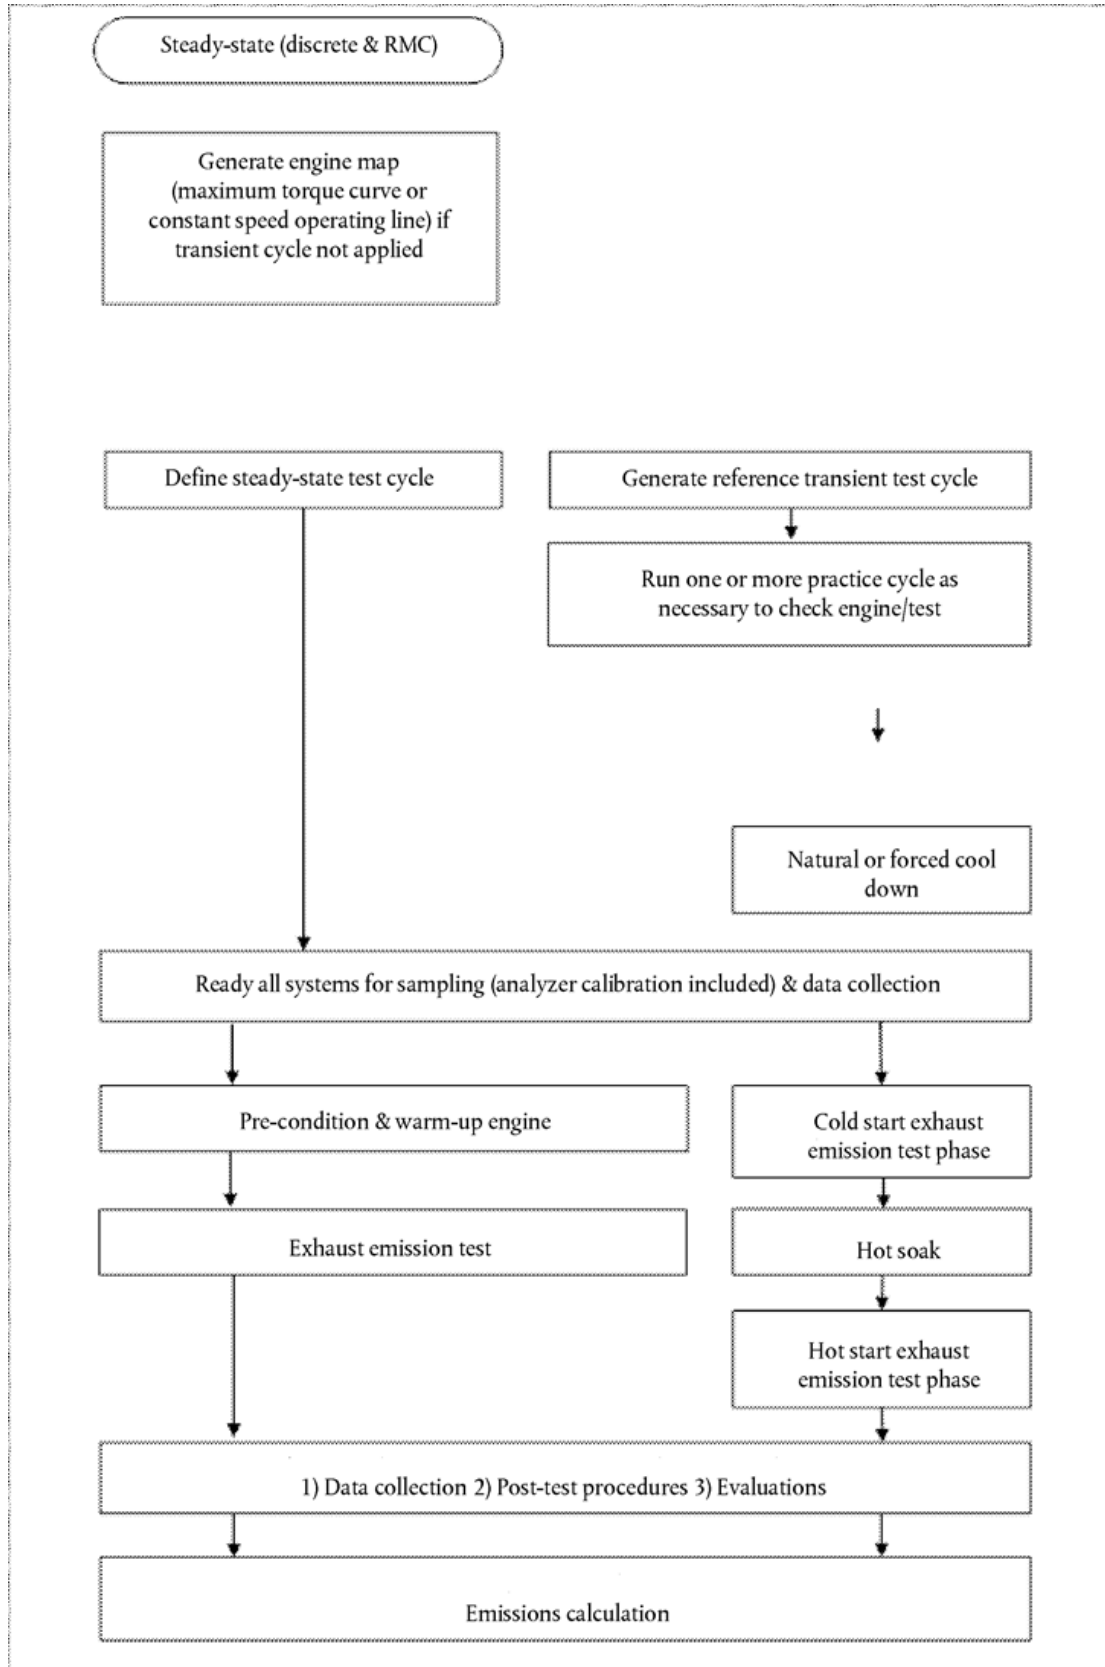 Steady-state (discrete & RMC)
Generate engine map
(maximum torque curve or
constant speed operating line) if
transient cycle not applied
Define steady-state test cycle
Generate reference transient test cycle
Run one or more practice cycle as
necessary to check engine/test
Natural or forced cool
down
Ready all systems for sampling (analyzer calibration included) & data collection
Pre-condition & warm-up engine
Cold start exhaust
emission test phase
Exhaust emission test
Hot soak
Hot start exhaust
emission test phase
1) Data collection 2) Post-test procedures 3) Evaluations
Emissions calculation